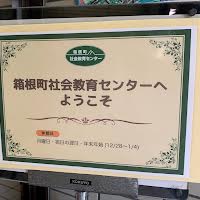 箱根町
社会教育センター
箱根町社会教育センターへ
ようこそ
休館日
月曜日・祝日の翌日・年末年始(12/28~1/4)